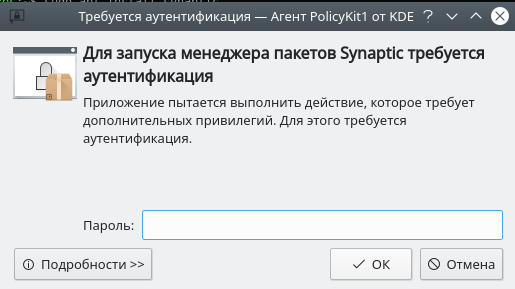 Требуется аутентификация — Агент PolicyKit1 от KDE
Для запуска менеджера пакетов Synaptic требуется
аутентификация
Приложение пытается выполнить действие, которое требует
дополнительных привилегий. Для этого требуется
аутентификация.
Пароль:
Подробности >>
ОК
Отмена